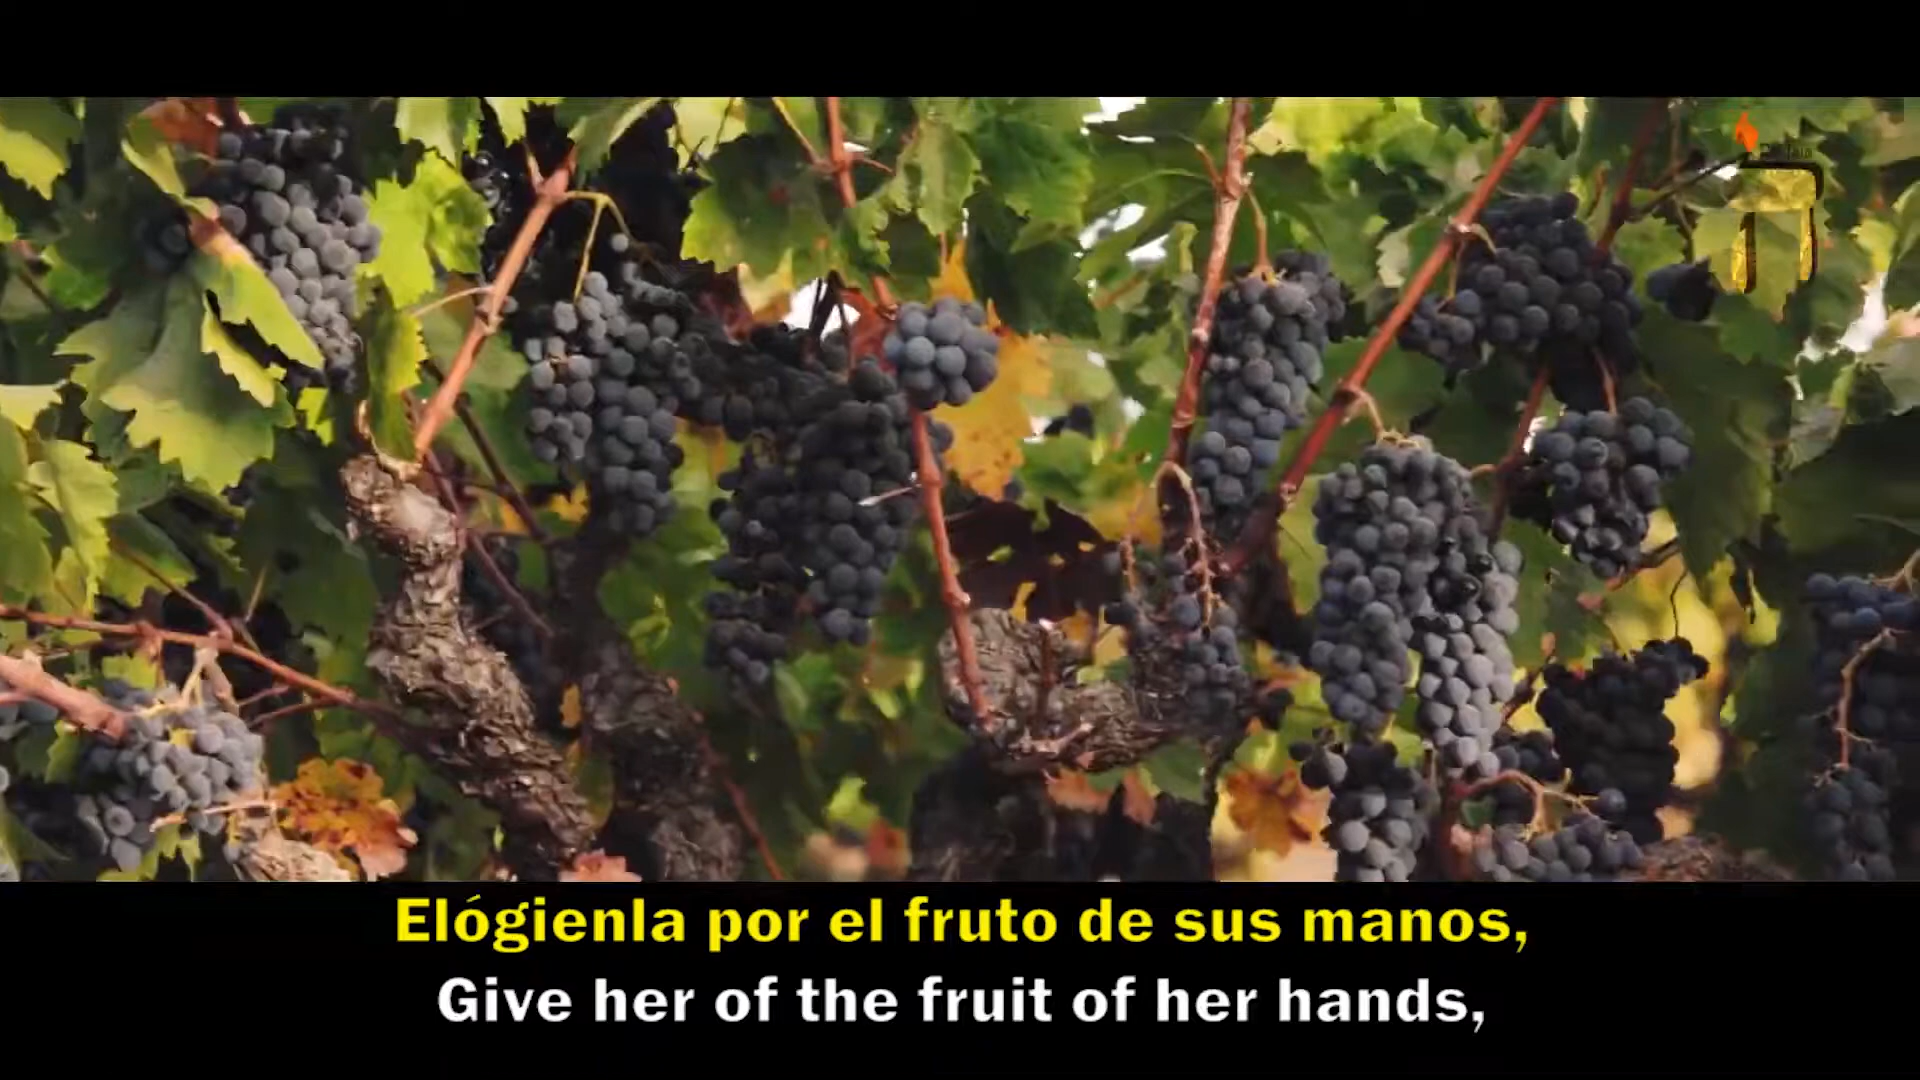 Elógienla por el fruto de sus manos,
Give her of the fruit of her hands,